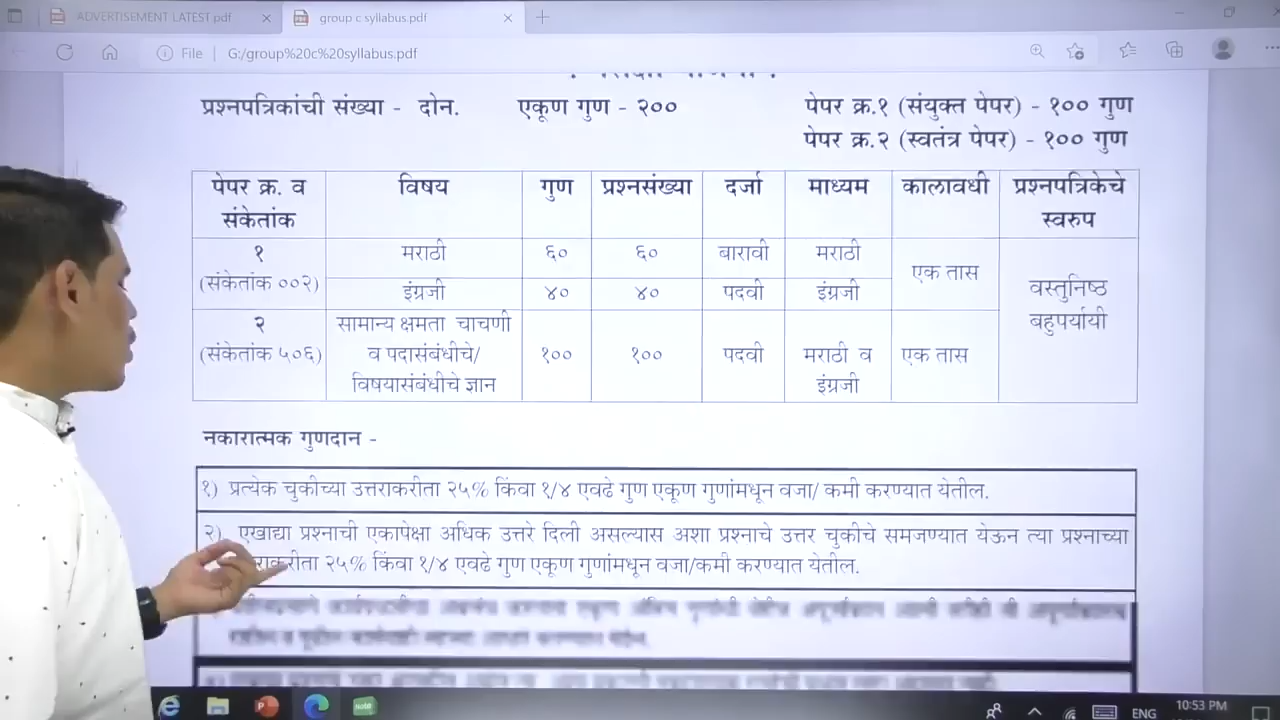 ADVERTISEMENT LATEST pdf
group c syllabus.pdf
File G:/group%20c%20syllabus.pdf
प्रश्नपत्रिकांची संख्या - दोन. एकूण गुण - २०० पेपर क्र.१ (संयुक्त पेपर) - १०० गुण
पेपर क्र.२ (स्वतंत्र पेपर) - १०० गुण
पेपर क्र. व संकेतांक विषय गुण प्रश्नसंख्या दर्जा माध्यम कालावधी प्रश्नपत्रिकेचे स्वरुप
१ (संकेतांक ००२) मराठी ६० ६० बारावी मराठी एक तास वस्तुनिष्ठ बहुपर्यायी
इंग्रजी ४० ४० पदवी इंग्रजी
२ (संकेतांक ५०६) सामान्य क्षमता चाचणी व पदासंबंधीचे/ विषयासंबंधीचे ज्ञान १०० १०० पदवी मराठी व इंग्रजी एक तास
नकारात्मक गुणदान -
१) प्रत्येक चुकीच्या उत्तराकरीता २५% किंवा १/४ एवढे गुण एकूण गुणांमधून वजा/ कमी करण्यात येतील.
२) एखाद्या प्रश्नाची एकापेक्षा अधिक उत्तरे दिली असल्यास अशा प्रश्नाचे उत्तर चुकीचे समजण्यात येऊन त्या प्रश्नाच्या
२५% किंवा १/४ एवढे गुण एकूण गुणांमधून वजा/कमी करण्यात येतील.
ENG 10:53 PM